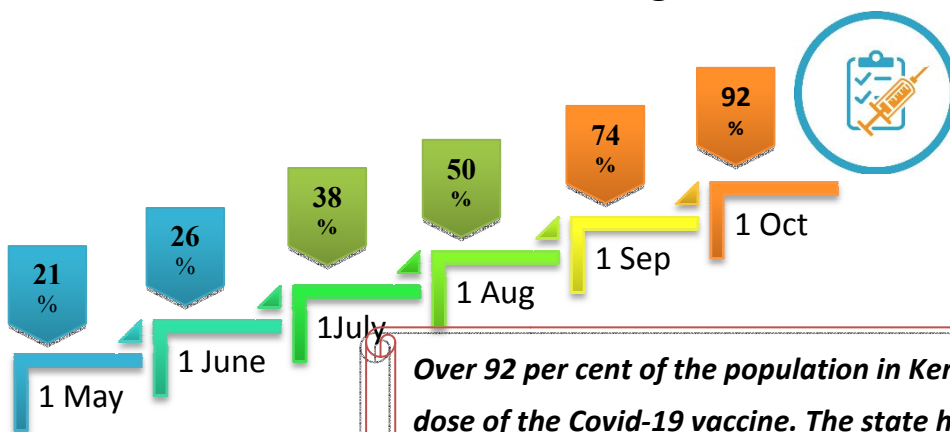 92
%
74
%
50
%
38
%
26
%
21
%
1 Oct
1 Sep
1 Aug
1July
1 June
1 May
Over 92 per cent of the population in
dose of the Covid-19 vaccine. The state